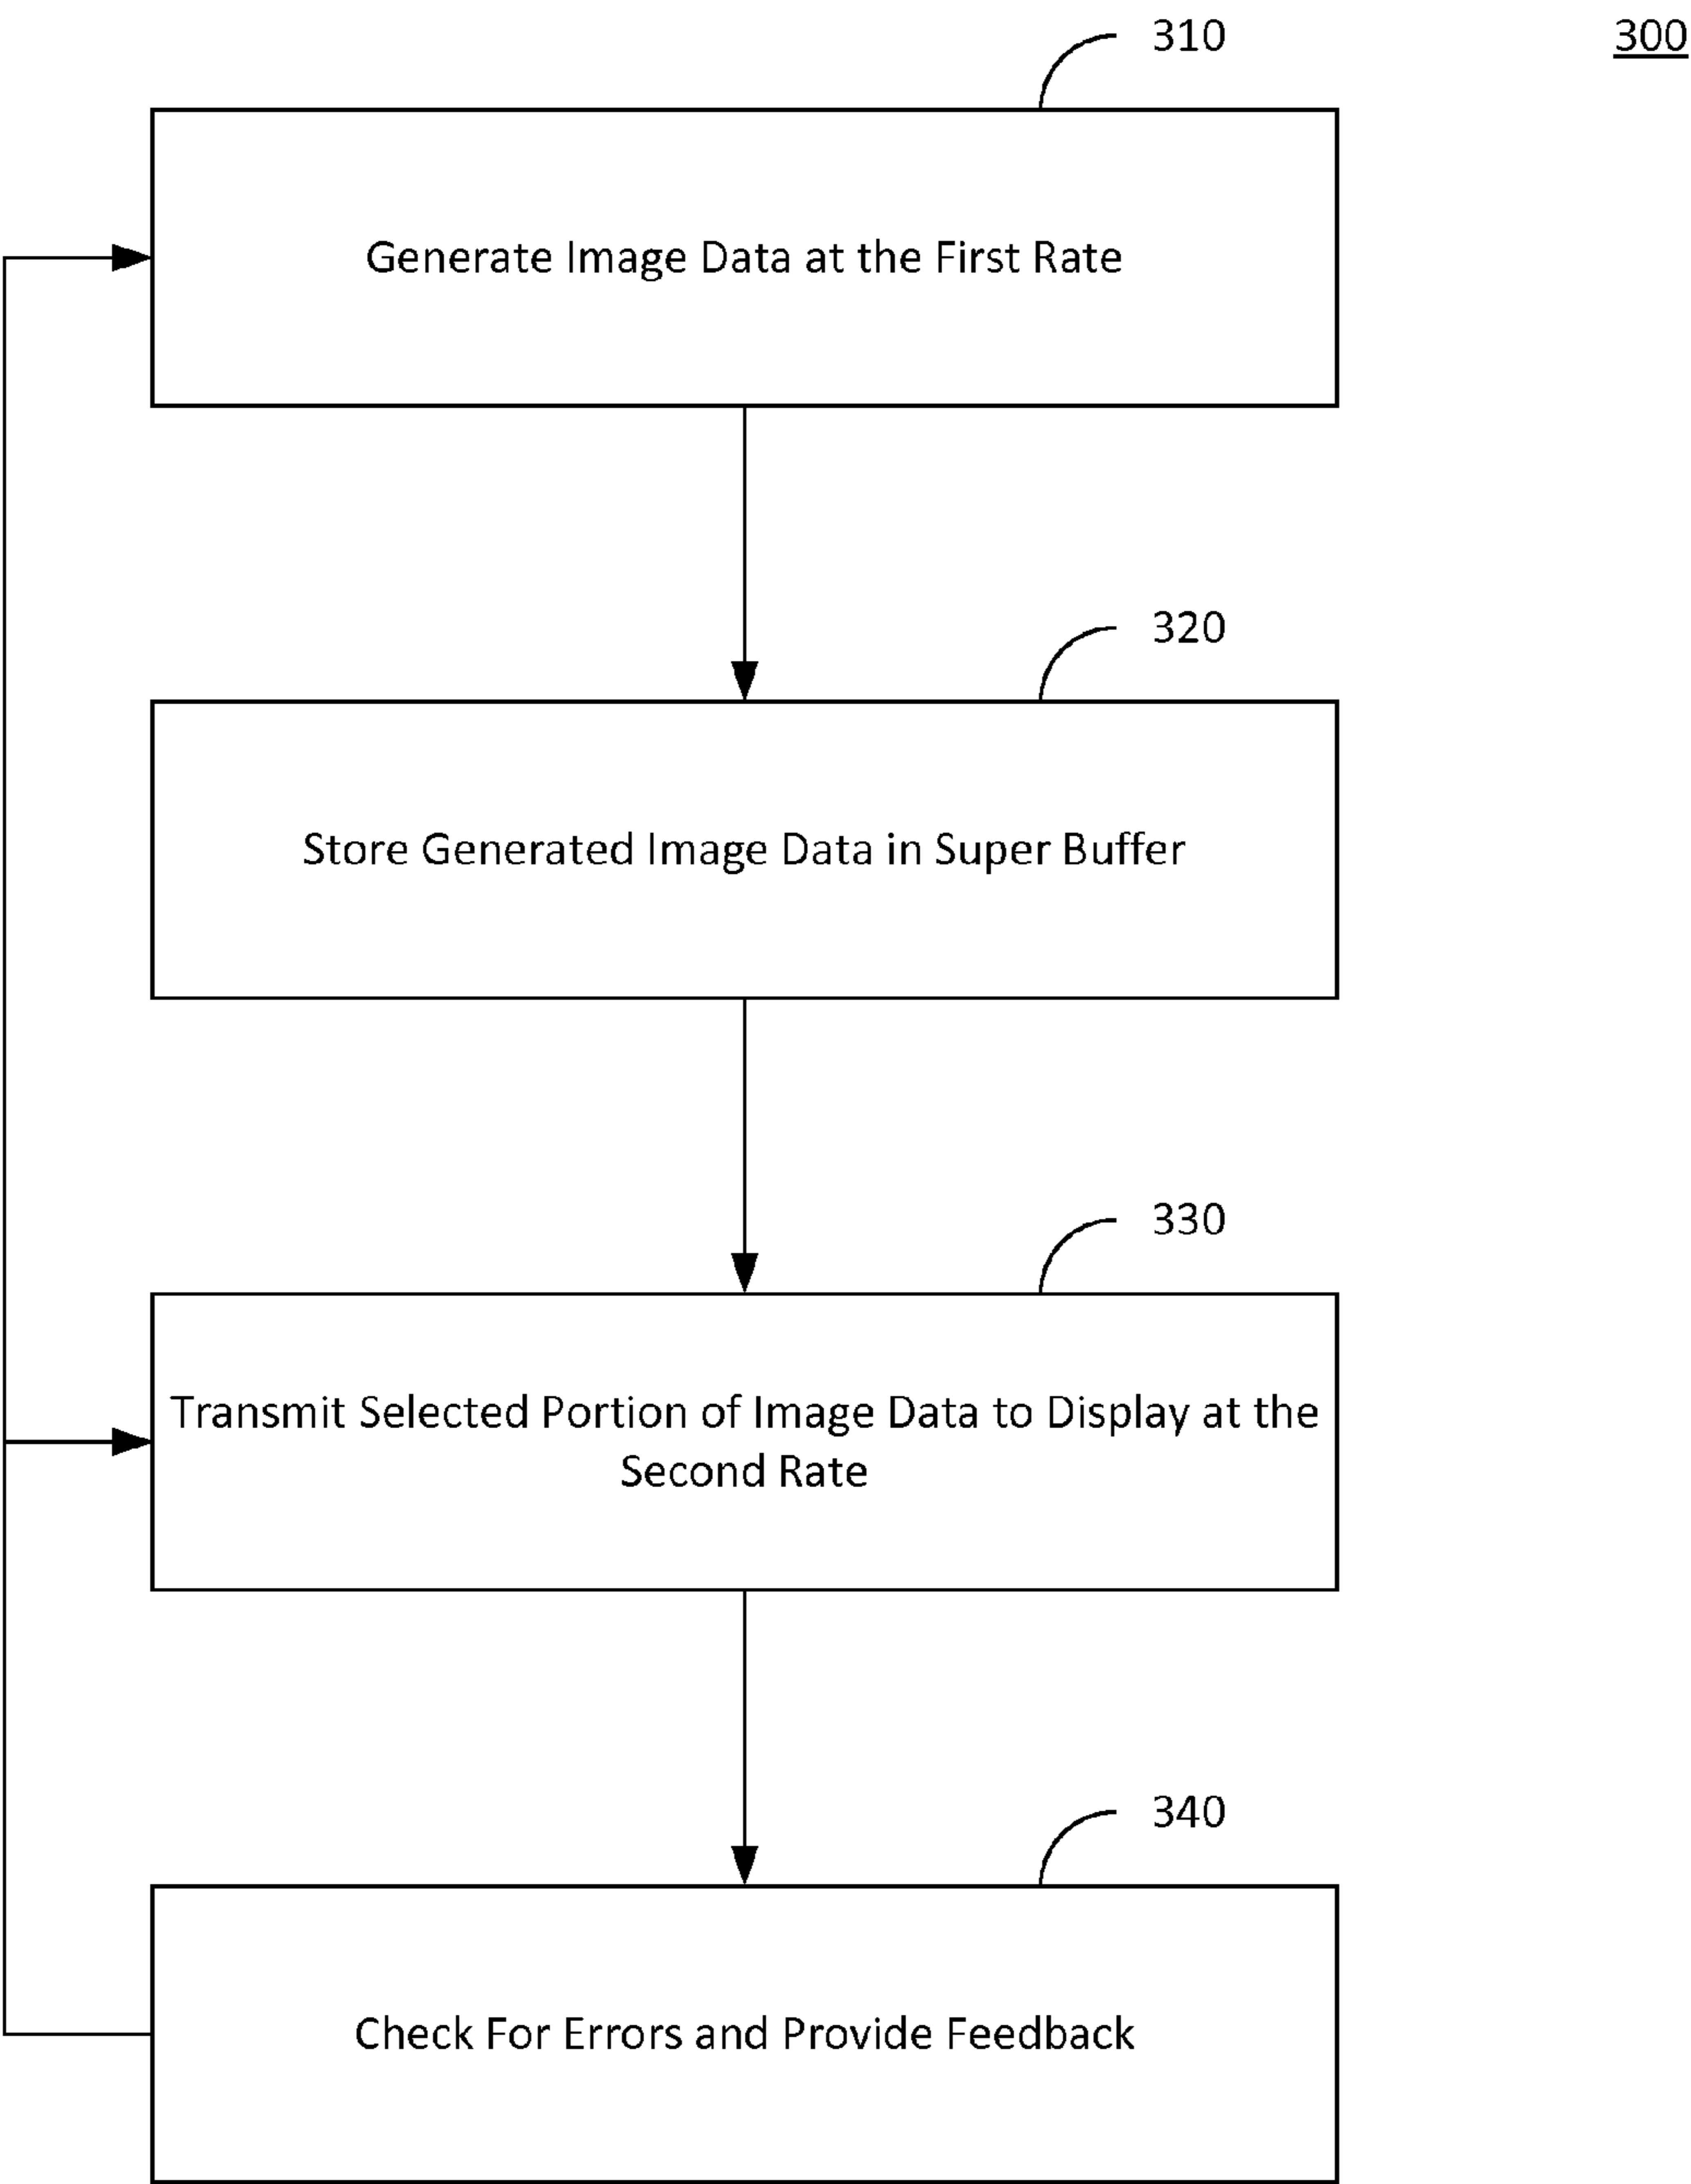 310
300
Generate Image Data at the First Rate
320
Store Generated Image Data in Super Buffer
330
Transmit Selected Portion of Image Data to Display at the
Second Rate
340
Check For Errors and Provide Feedback